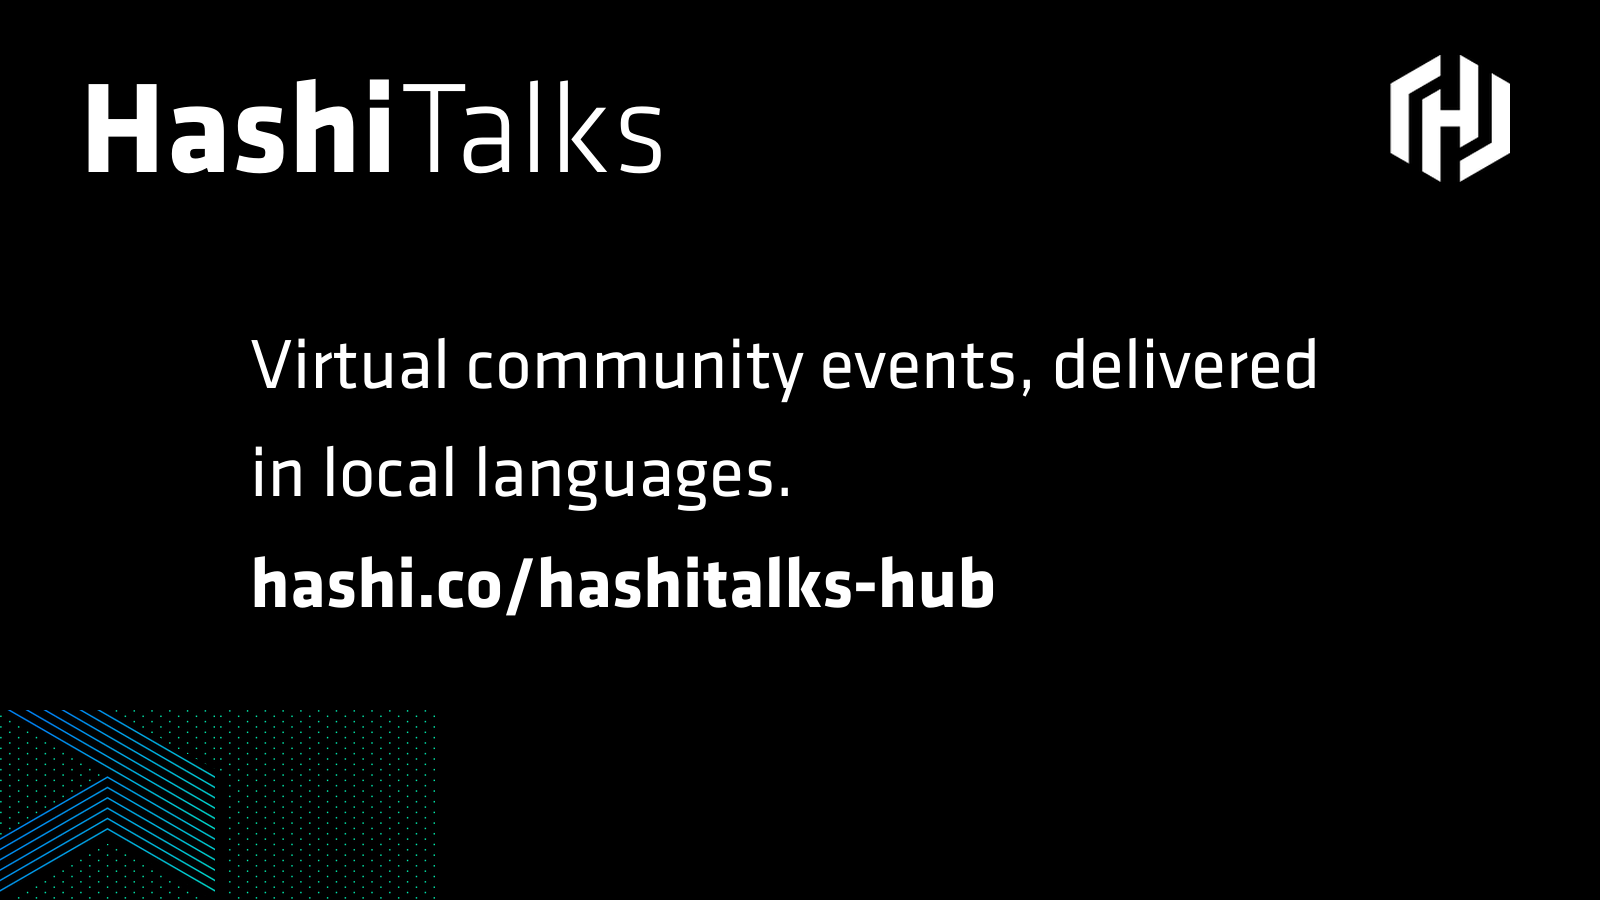 HashiTalks
Virtual community events, delivered
in local languages.
hashi.co/hashitalks-hub